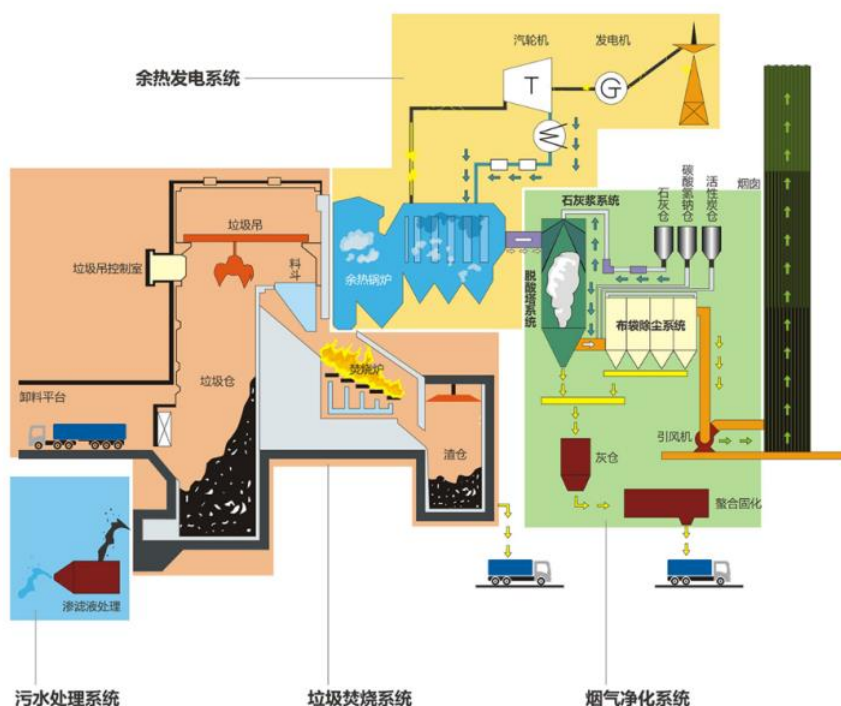 汽轮机
发电机
余热发电系统
T
G
碳酸氢钠仓
活性炭仓
石灰仓
烟囱
石灰浆系统
垃圾吊
垃圾吊控制室
料斗
余热锅炉
脱酸塔系统
布袋除尘系统
焚烧炉
垃圾仓
卸料平台
渣仓
引风机
灰仓
螯合固化
渗滤液处理
污水处理系统
垃圾焚烧系统
烟气净化系统